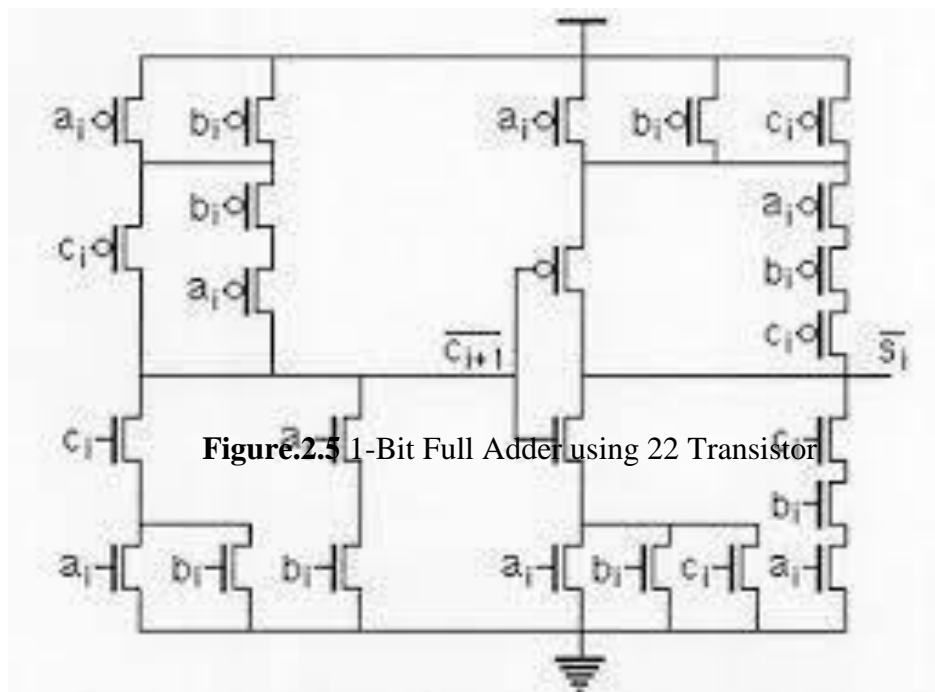 aᵢ bᵢ aᵢ bᵢ cᵢ
bᵢ aᵢ
cᵢ bᵢ
aᵢ cᵢ
c̅ᵢ₊₁ s̅ᵢ
cᵢ
Figure.2.5 1-Bit Full Adder using 22 Transistor
bᵢ
aᵢ bᵢ bᵢ aᵢ bᵢ cᵢ aᵢ